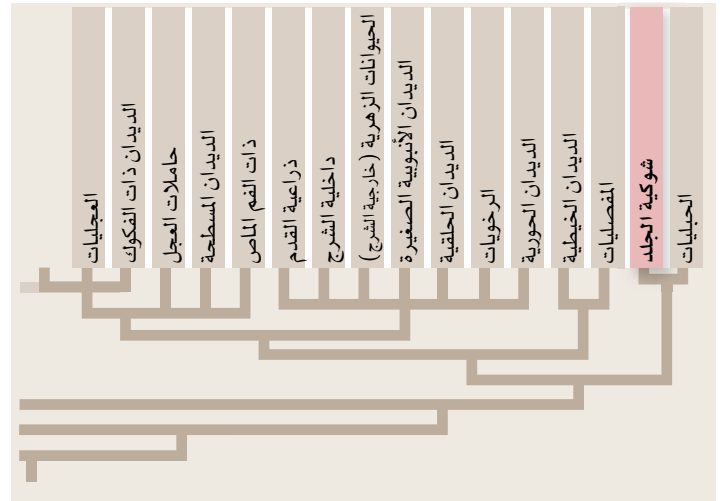 العجليات
الديدان ذات الفكوك
حاملات العجل
الديدان المسطحة
ذات الفم الماص
ذراعية القدم
داخلية الشرج
الحيوانات الزهرية (خارجية الشرج)
الديدان الأنبوبية الصغيرة
الديدان الحلقية
الرخويات
الديدان الحورية
الديدان الخيطية
المفصليات
شوكية الجلد
الحبليات